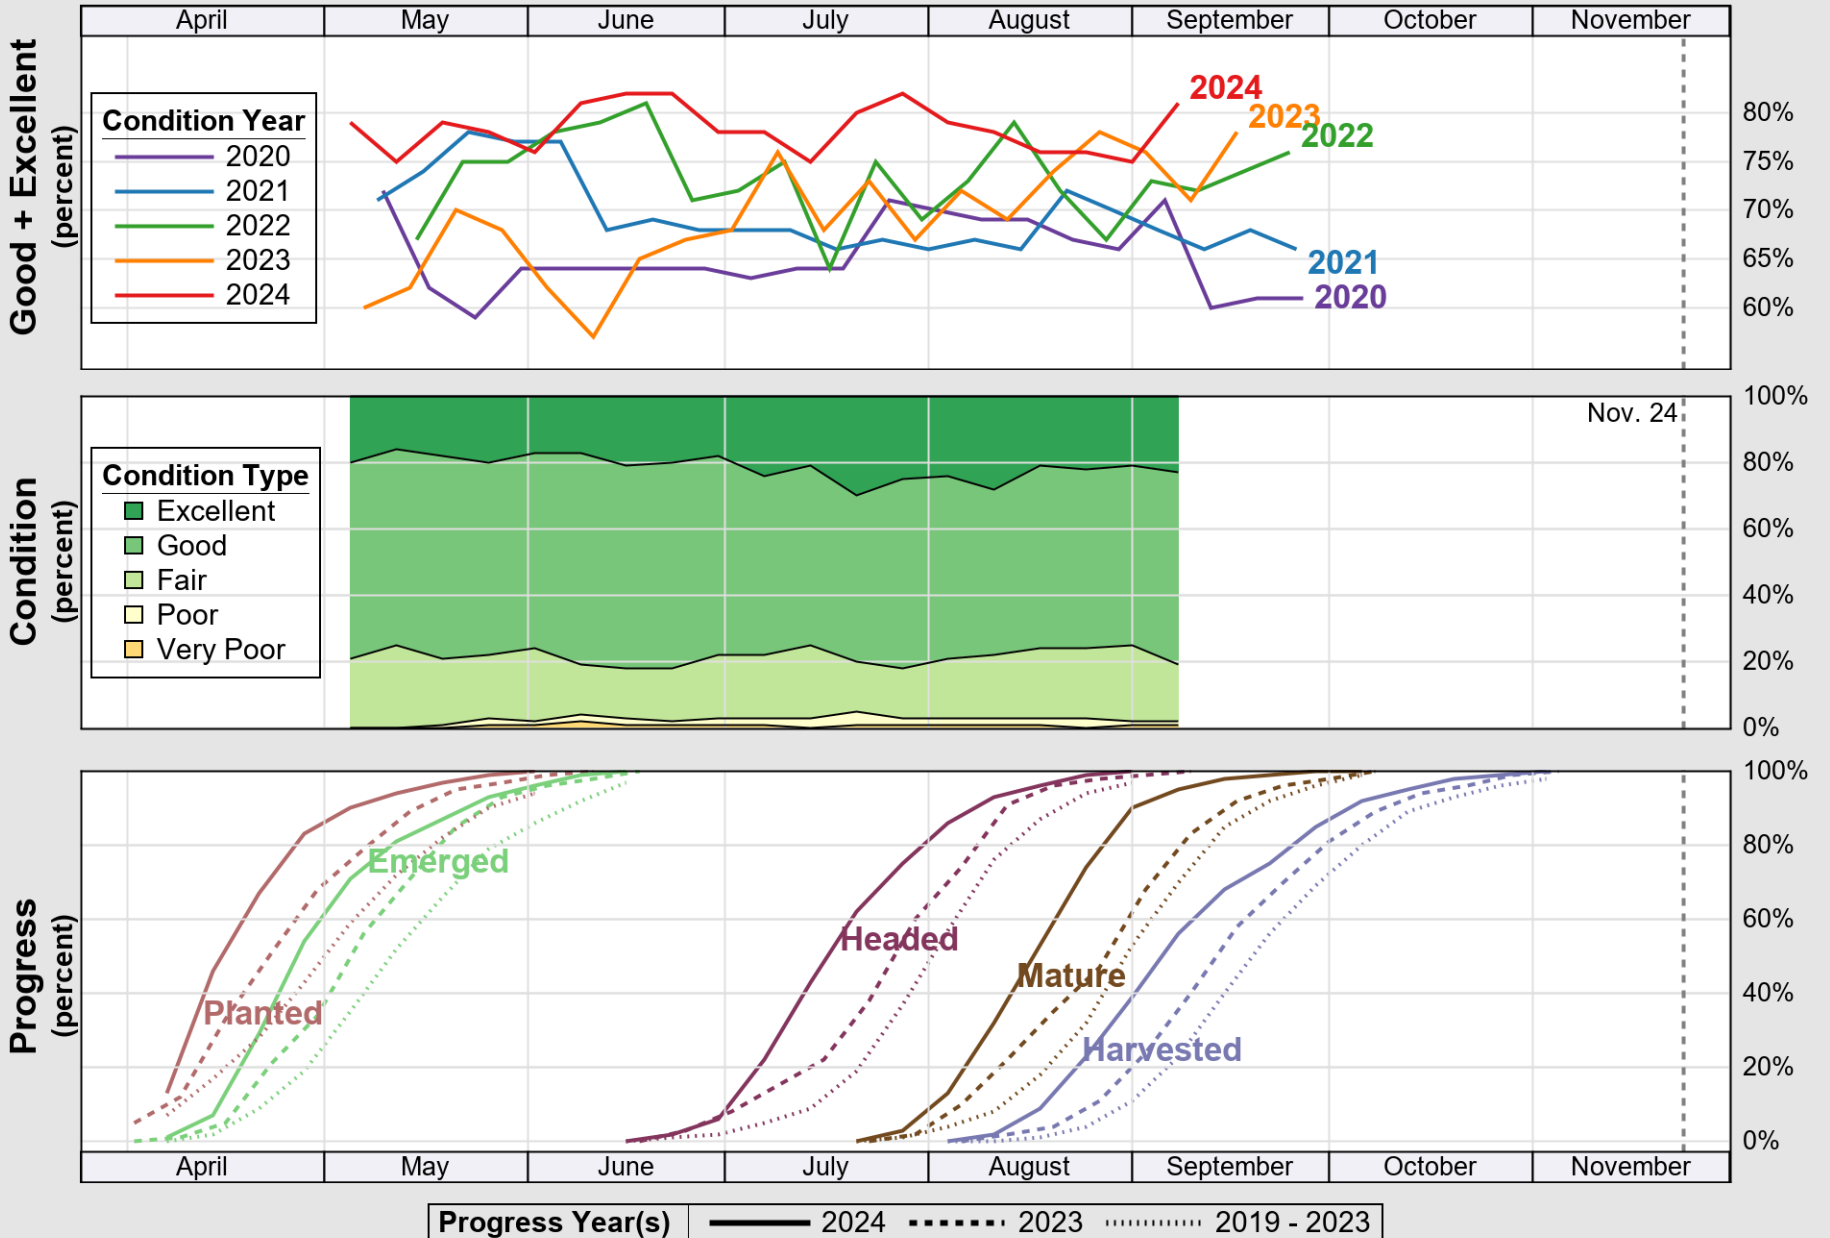 April May June July August September October November
Good + Excellent
(percent)
Condition Year
2020
2021
2022
2023
2024
2024
2023
2022
2021
2020
80%
75%
70%
65%
60%
Condition
(percent)
Condition Type
Excellent
Good
Fair
Poor
Very Poor
Nov. 24
100%
80%
60%
40%
20%
0%
Progress
(percent)
Planted
Emerged
Headed
Mature
Harvested
100%
80%
60%
40%
20%
0%
April May June July August September October November
Progress Year(s) 2024 2023 2019 - 2023